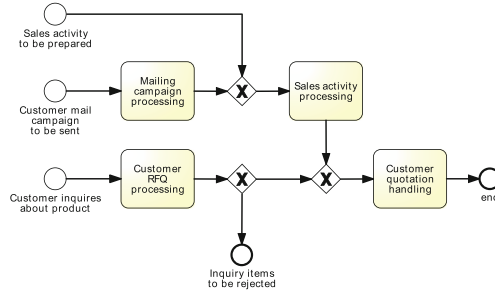 Sales activity
to be prepared
Mailing
campaign
processing
X
Sales activity
processing
Customer mail
campaign
to be sent
Customer
RFQ
processing
X
X
Customer
quotation
handling
Customer inquires
about product
end
Inquiry items
to be rejected